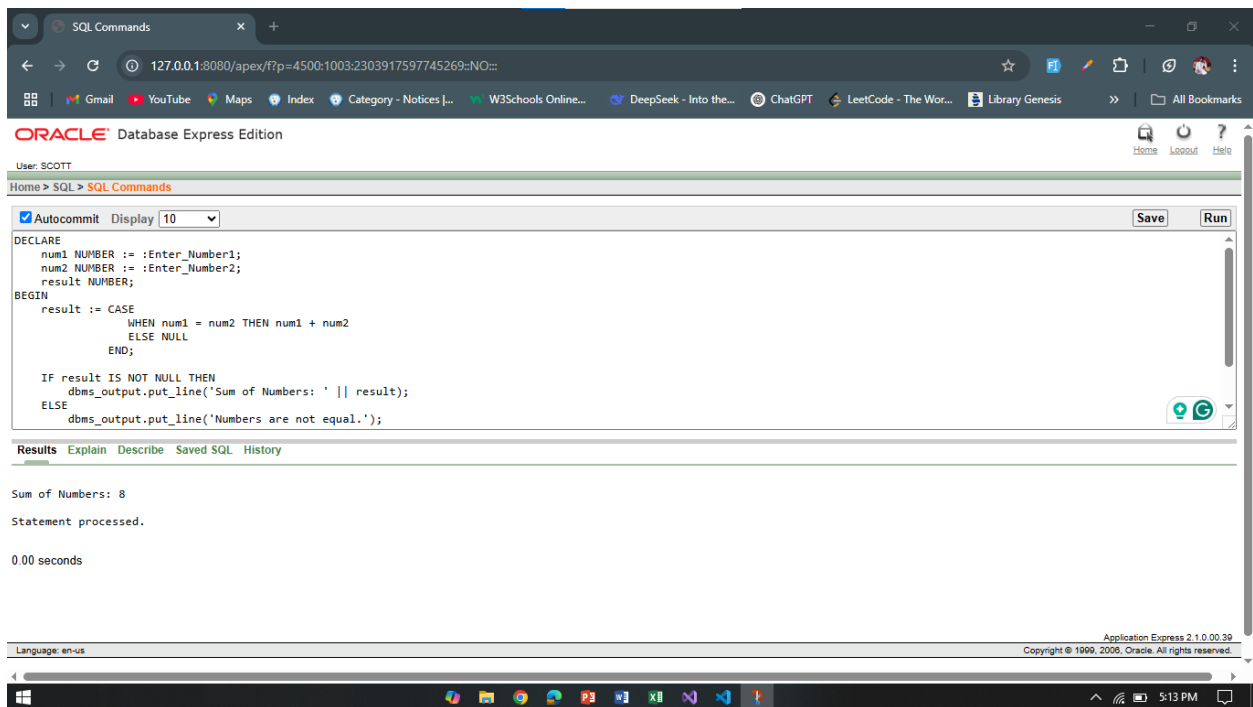 SQL Commands
127.0.0.1:8080/apex/f?p=4500:1003:2303917597745269::NO:::
Gmail YouTube Maps Index Category - Notices |... W3Schools Online... DeepSeek - Into the... ChatGPT LeetCode - The Wor... Library Genesis » All Bookmarks
ORACLE® Database Express Edition
Home Logout Help
User: SCOTT
Home > SQL > SQL Commands
Autocommit Display 10 Save Run
DECLARE
    num1 NUMBER := :Enter_Number1;
    num2 NUMBER := :Enter_Number2;
    result NUMBER;
BEGIN
    result := CASE
                 WHEN num1 = num2 THEN num1 + num2
                 ELSE NULL
              END;
    IF result IS NOT NULL THEN
        dbms_output.put_line('Sum of Numbers: ' || result);
    ELSE
        dbms_output.put_line('Numbers are not equal.');
Results Explain Describe Saved SQL History
Sum of Numbers: 8
Statement processed.
0.00 seconds
Application Express 2.1.0.00.39
Language: en-us Copyright © 1999, 2006, Oracle. All rights reserved.
5:13 PM